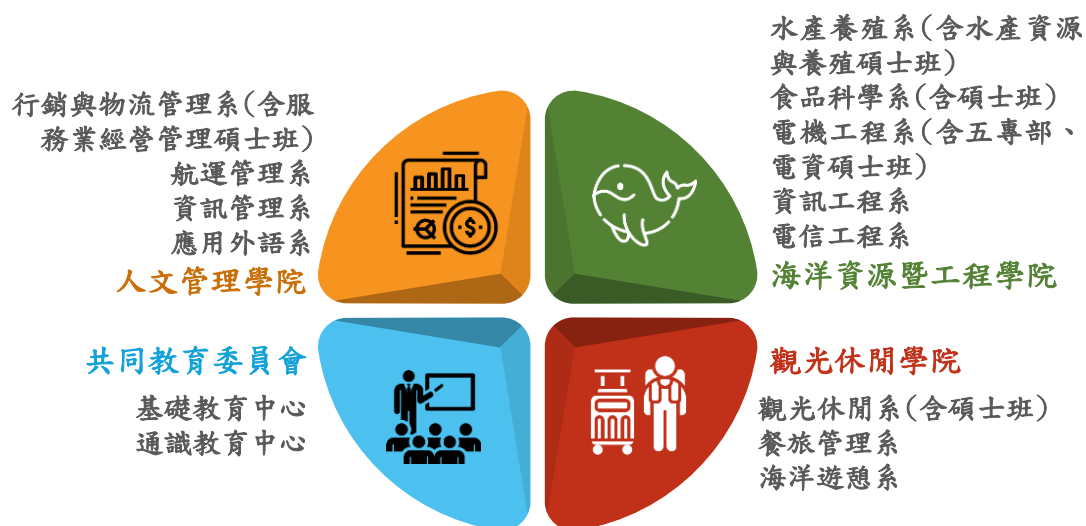 行銷與物流管理系(含服
務業經營管理碩士班)
航運管理系
資訊管理系
應用外語系
人文管理學院
水產養殖系(含水產資源
與養殖碩士班)
食品科學系(含碩士班)
電機工程系(含五專部、
電資碩士班)
資訊工程系
電信工程系
海洋資源暨工程學院
共同教育委員會
基礎教育中心
通識教育中心
觀光休閒學院
觀光休閒系(含碩士班)
餐旅管理系
海洋遊憩系
$